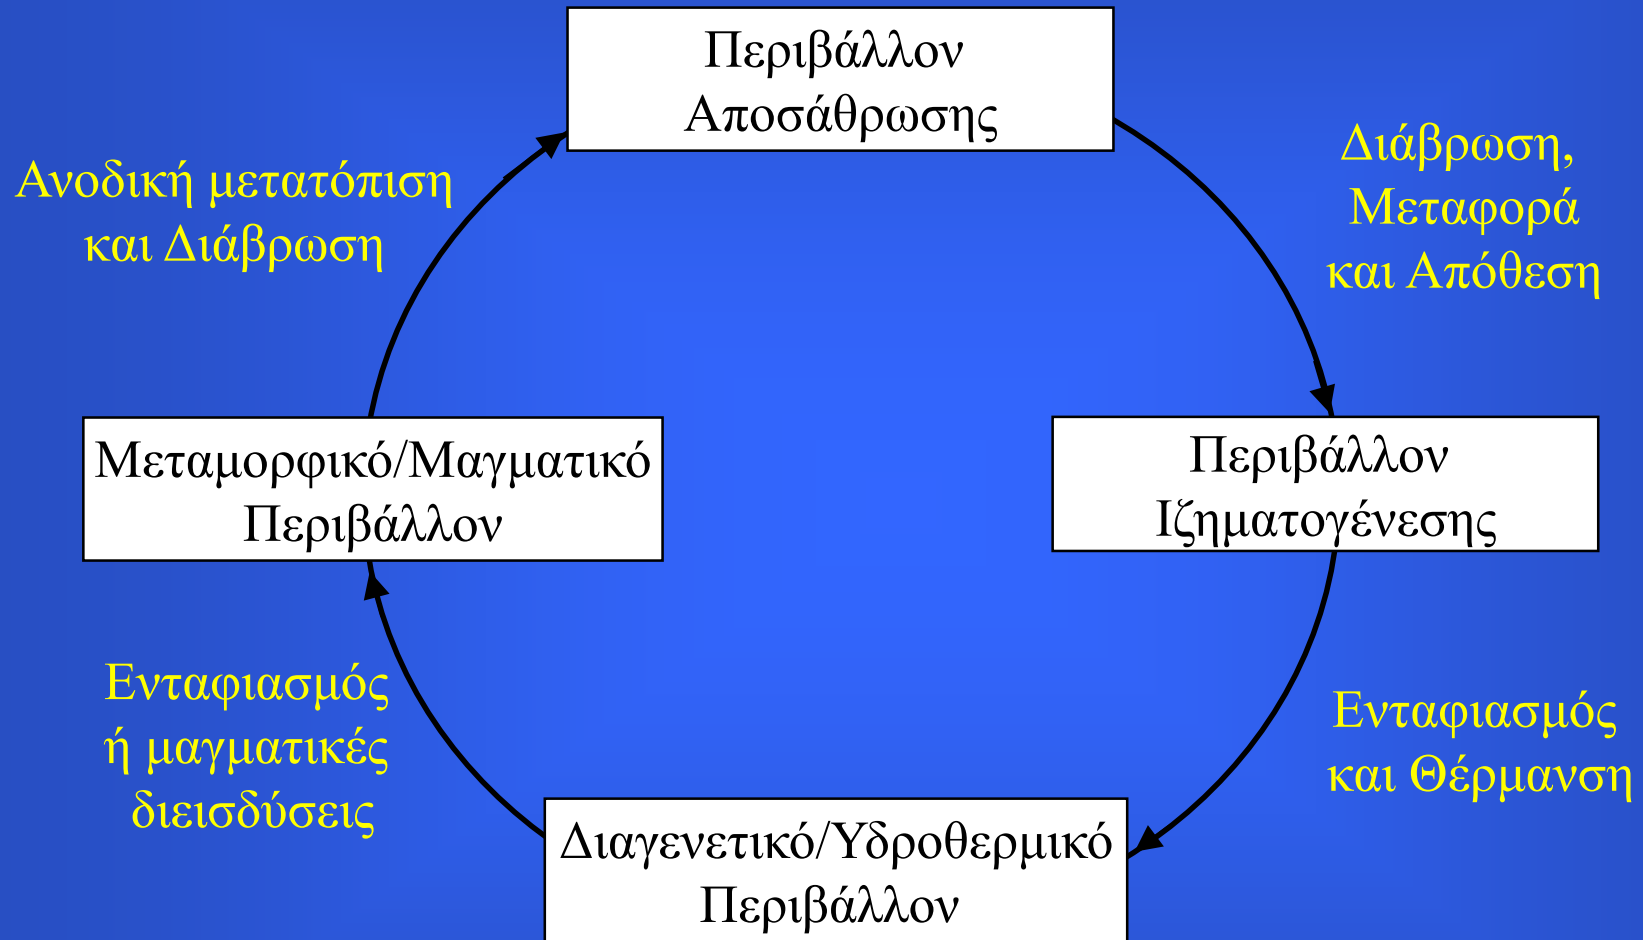 Περιβάλλον
Αποσάθρωσης
Διάβρωση,
Μεταφορά
και Απόθεση
Ανοδική μετατόπιση
και Διάβρωση
Μεταμορφικό/Μαγματικό
Περιβάλλον
Περιβάλλον
Ιζηματογένεσης
Ενταφιασμός
ή μαγματικές
διεισδύσεις
Ενταφιασμός
και Θέρμανση
Διαγενετικό/Υδροθερμικό
Περιβάλλον